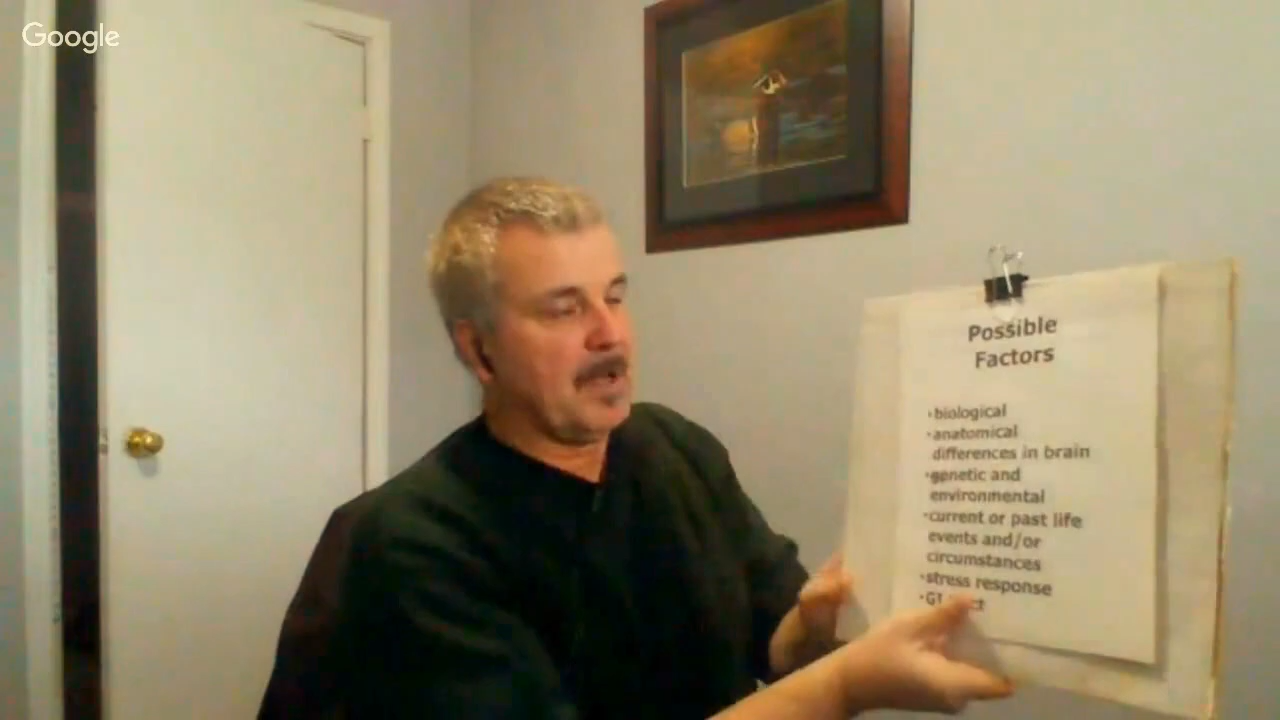 Google
Possible
Factors
•biological
•anatomical
differences in brain
•genetic and
environmental
•current or past life
events and/or
circumstances
•stress response
•GI